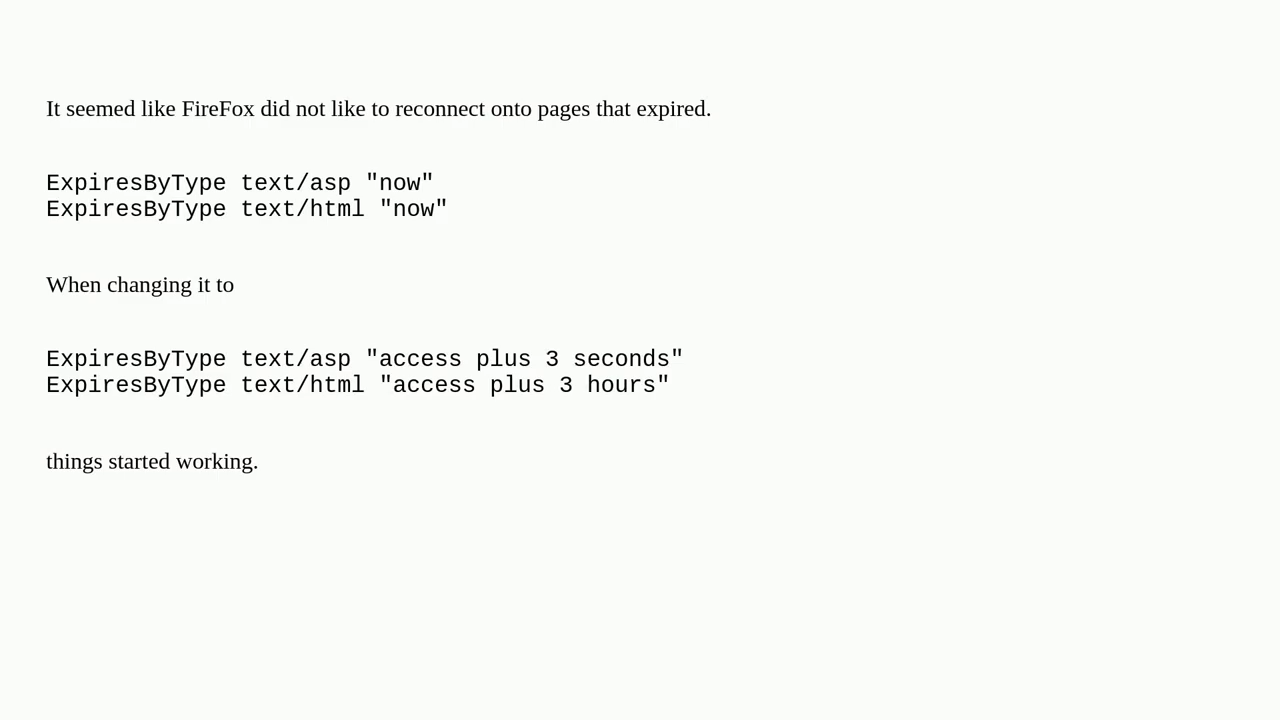 It seemed like FireFox did not like to reconnect onto pages that expired.
ExpiresByType text/asp "now"
ExpiresByType text/html "now"
When changing it to
ExpiresByType text/asp "access plus 3 seconds"
ExpiresByType text/html "access plus 3 hours"
things started working.